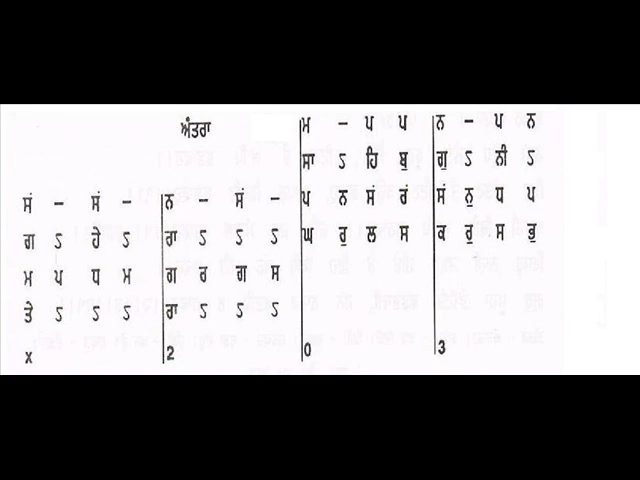 ਅੰਤਰਾ
ਮ – ਪ ਪ ਨ – ਪ ਨ
ਸਾ ऽ ਹਿ ਬੁ ਗੁ ऽ ਨੀ ऽ
ਸੰ – ਸੰ – ਨ – ਸੰ – ਪ ਨ ਸੰ ਰੰ ਸੰ ਨੁ ਧ ਪ
ਗ ऽ ਹੇ ऽ ਰਾ ऽ ऽ ऽ ਘ ਰੁ ਲ ਸ ਕ ਰੁ ਸ ਭੁ
ਮ ਪ ਧ ਮ ਗ ਰ ਗ ਸ
ਤੇ ऽ ऽ ऽ ਰਾ ऽ ऽ ऽ
x 2 0 3